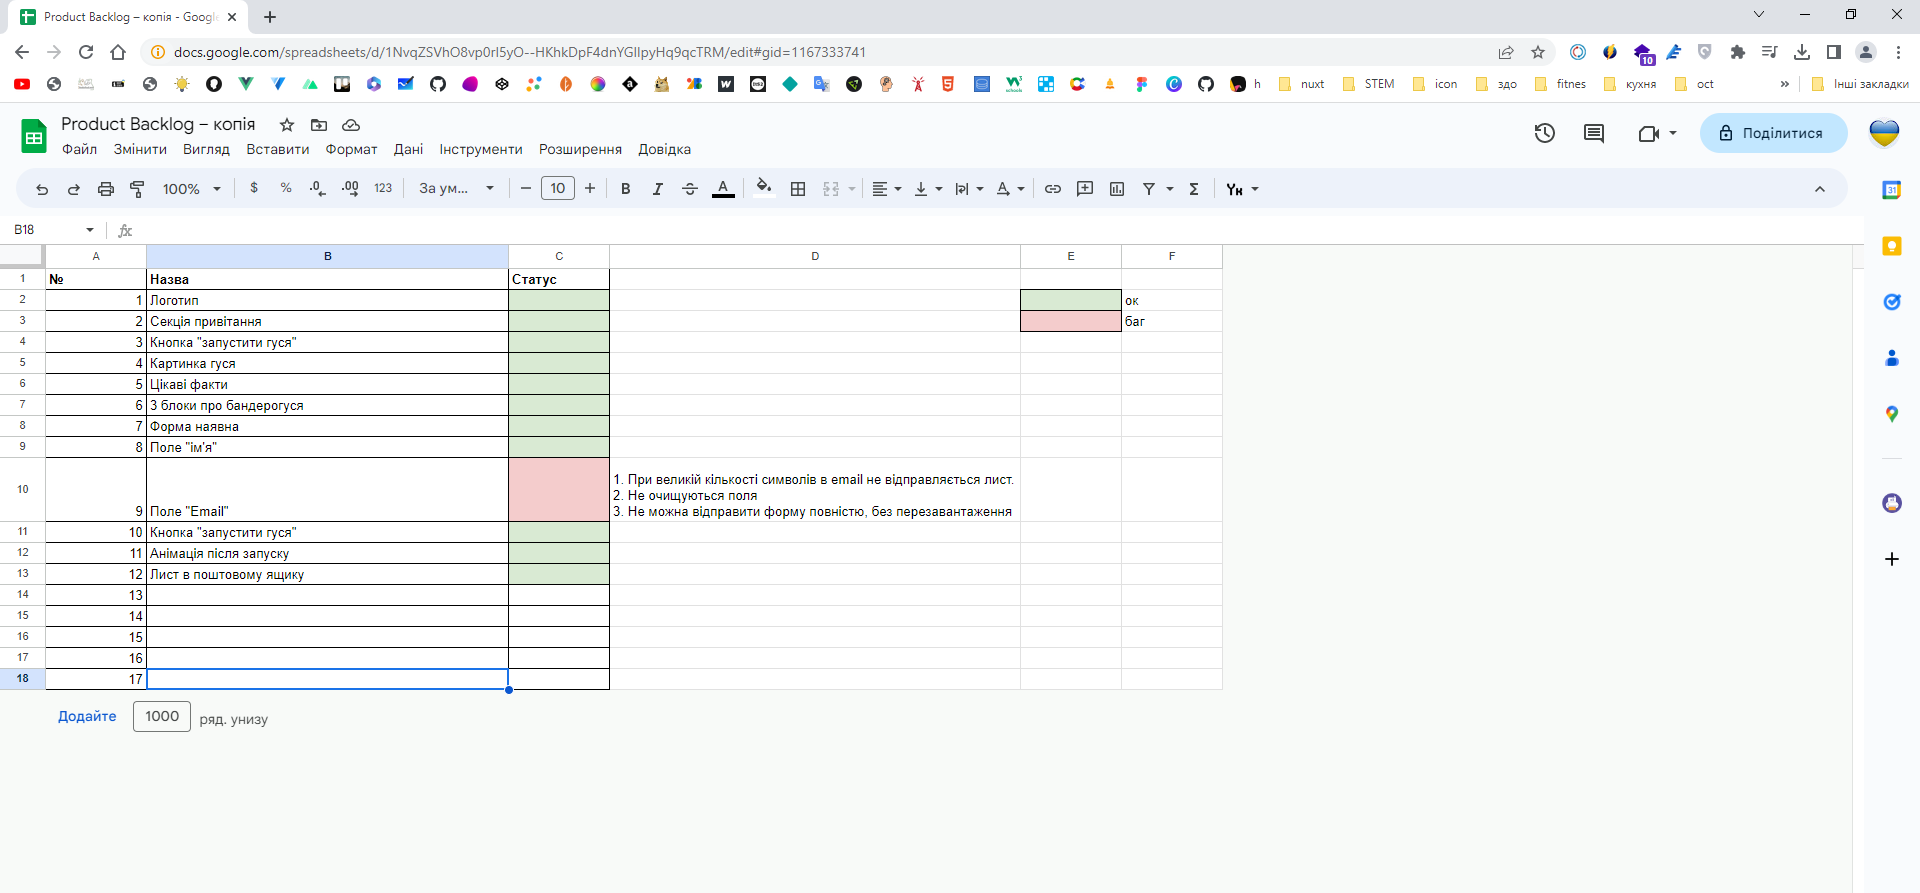 Product Backlog – копія - Google
docs.google.com/spreadsheets/d/1NvqZSVhO8vp0rI5yO--HKhkDpF4dnYGIlpyHq9qcTRM/edit#gid=1167333741
10
h
nuxt
STEM
icon
здо
fitnes
кухня
oct
»
Інші закладки
Product Backlog – копія
Файл Змінити Вигляд Вставити Формат Дані Інструменти Розширення Довідка
Поділитися
100% $ % .0 .00 123 За ум... − 10 + B I A Σ Үк
31
B18 fx
A B C D E F
1 № Назва Статус
2 1 Логотип ок
3 2 Секція привітання баг
4 3 Кнопка "запустити гуся"
5 4 Картинка гуся
6 5 Цікаві факти
7 6 3 блоки про бандерогуся
8 7 Форма наявна
9 8 Поле "ім'я"
1. При великій кількості символів в email не відправляється лист.
10 2. Не очищуються поля
9 Поле "Email" 3. Не можна відправити форму повністю, без перезавантаження
11 10 Кнопка "запустити гуся"
12 11 Анімація після запуску
13 12 Лист в поштовому ящику
14 13
15 14
16 15
17 16
18 17
Додайте 1000 ряд. унизу